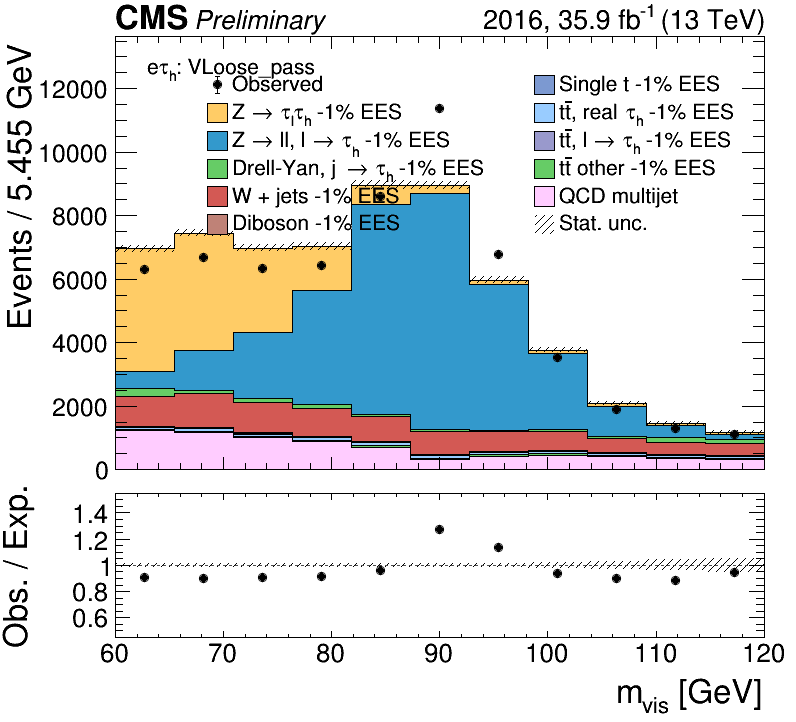 CMS Preliminary 2016, 35.9 fb⁻¹ (13 TeV)
eτh: VLoose_pass
Observed
Z → τlτh -1% EES
Z → ll, l → τh -1% EES
Drell-Yan, j → τh -1% EES
W + jets -1% EES
Diboson -1% EES
Single t -1% EES
tt̄, real τh -1% EES
tt̄, l → τh -1% EES
tt̄ other -1% EES
QCD multijet
Stat. unc.
Events / 5.455 GeV
12000
10000
8000
6000
4000
2000
0
Obs. / Exp.
1.4
1.2
1
0.8
0.6
60 70 80 90 100 110 120
mvis [GeV]